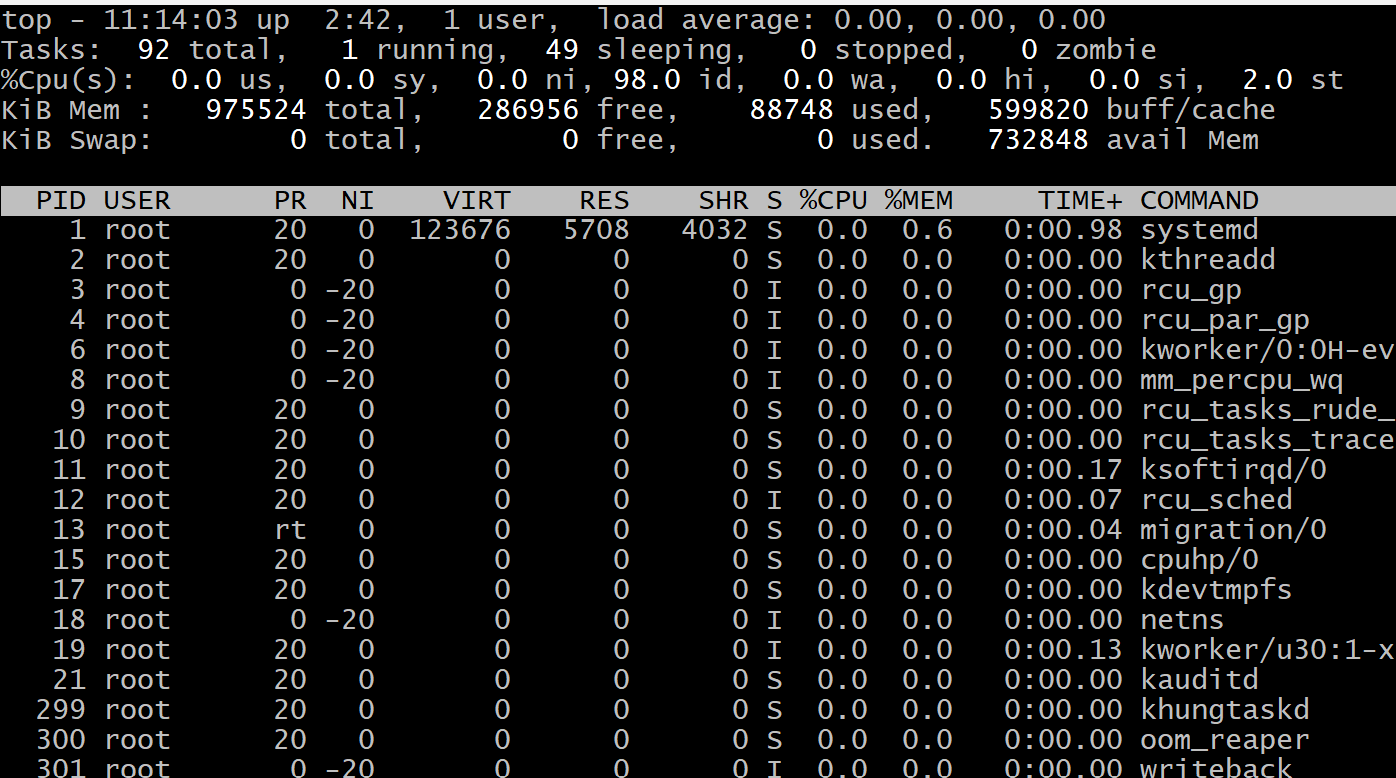 top - 11:14:03 up  2:42,  1 user,  load average: 0.00, 0.00, 0.00
Tasks:  92 total,   1 running,  49 sleeping,   0 stopped,   0 zombie
%Cpu(s):  0.0 us,  0.0 sy,  0.0 ni, 98.0 id,  0.0 wa,  0.0 hi,  0.0 si,  2.0 st
KiB Mem :   975524 total,   286956 free,    88748 used,   599820 buff/cache
KiB Swap:        0 total,        0 free,        0 used.   732848 avail Mem
  PID USER      PR  NI    VIRT    RES    SHR S %CPU %MEM     TIME+ COMMAND
    1 root      20   0  123676   5708   4032 S  0.0  0.6   0:00.98 systemd
    2 root      20   0       0      0      0 S  0.0  0.0   0:00.00 kthreadd
    3 root       0 -20       0      0      0 I  0.0  0.0   0:00.00 rcu_gp
    4 root       0 -20       0      0      0 I  0.0  0.0   0:00.00 rcu_par_gp
    6 root       0 -20       0      0      0 I  0.0  0.0   0:00.00 kworker/0:0H-ev
    8 root       0 -20       0      0      0 I  0.0  0.0   0:00.00 mm_percpu_wq
    9 root      20   0       0      0      0 S  0.0  0.0   0:00.00 rcu_tasks_rude_
   10 root      20   0       0      0      0 S  0.0  0.0   0:00.00 rcu_tasks_trace
   11 root      20   0       0      0      0 S  0.0  0.0   0:00.17 ksoftirqd/0
   12 root      20   0       0      0      0 I  0.0  0.0   0:00.07 rcu_sched
   13 root      rt   0       0      0      0 S  0.0  0.0   0:00.04 migration/0
   15 root      20   0       0      0      0 S  0.0  0.0   0:00.00 cpuhp/0
   17 root      20   0       0      0      0 S  0.0  0.0   0:00.00 kdevtmpfs
   18 root       0 -20       0      0      0 I  0.0  0.0   0:00.00 netns
   19 root      20   0       0      0      0 I  0.0  0.0   0:00.13 kworker/u30:1-x
   21 root      20   0       0      0      0 S  0.0  0.0   0:00.00 kauditd
  299 root      20   0       0      0      0 S  0.0  0.0   0:00.00 khungtaskd
  300 root      20   0       0      0      0 S  0.0  0.0   0:00.00 oom_reaper
  301 root       0 -20       0      0      0 I  0.0  0.0   0:00.00 writeback